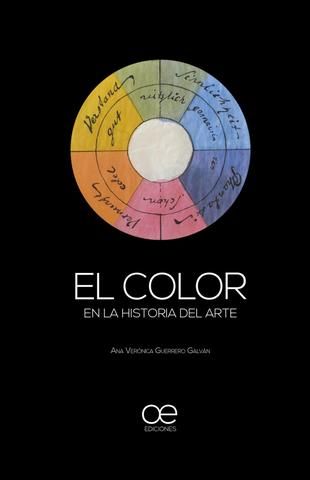 Verstand
Sinnlichkeit
gut
nützlich
gemein
Vernunft
edel
schön
Phantasie
EL COLOR
EN LA HISTORIA DEL ARTE
ANA VERÓNICA GUERRERO GALVÁN
oe
EDICIONES